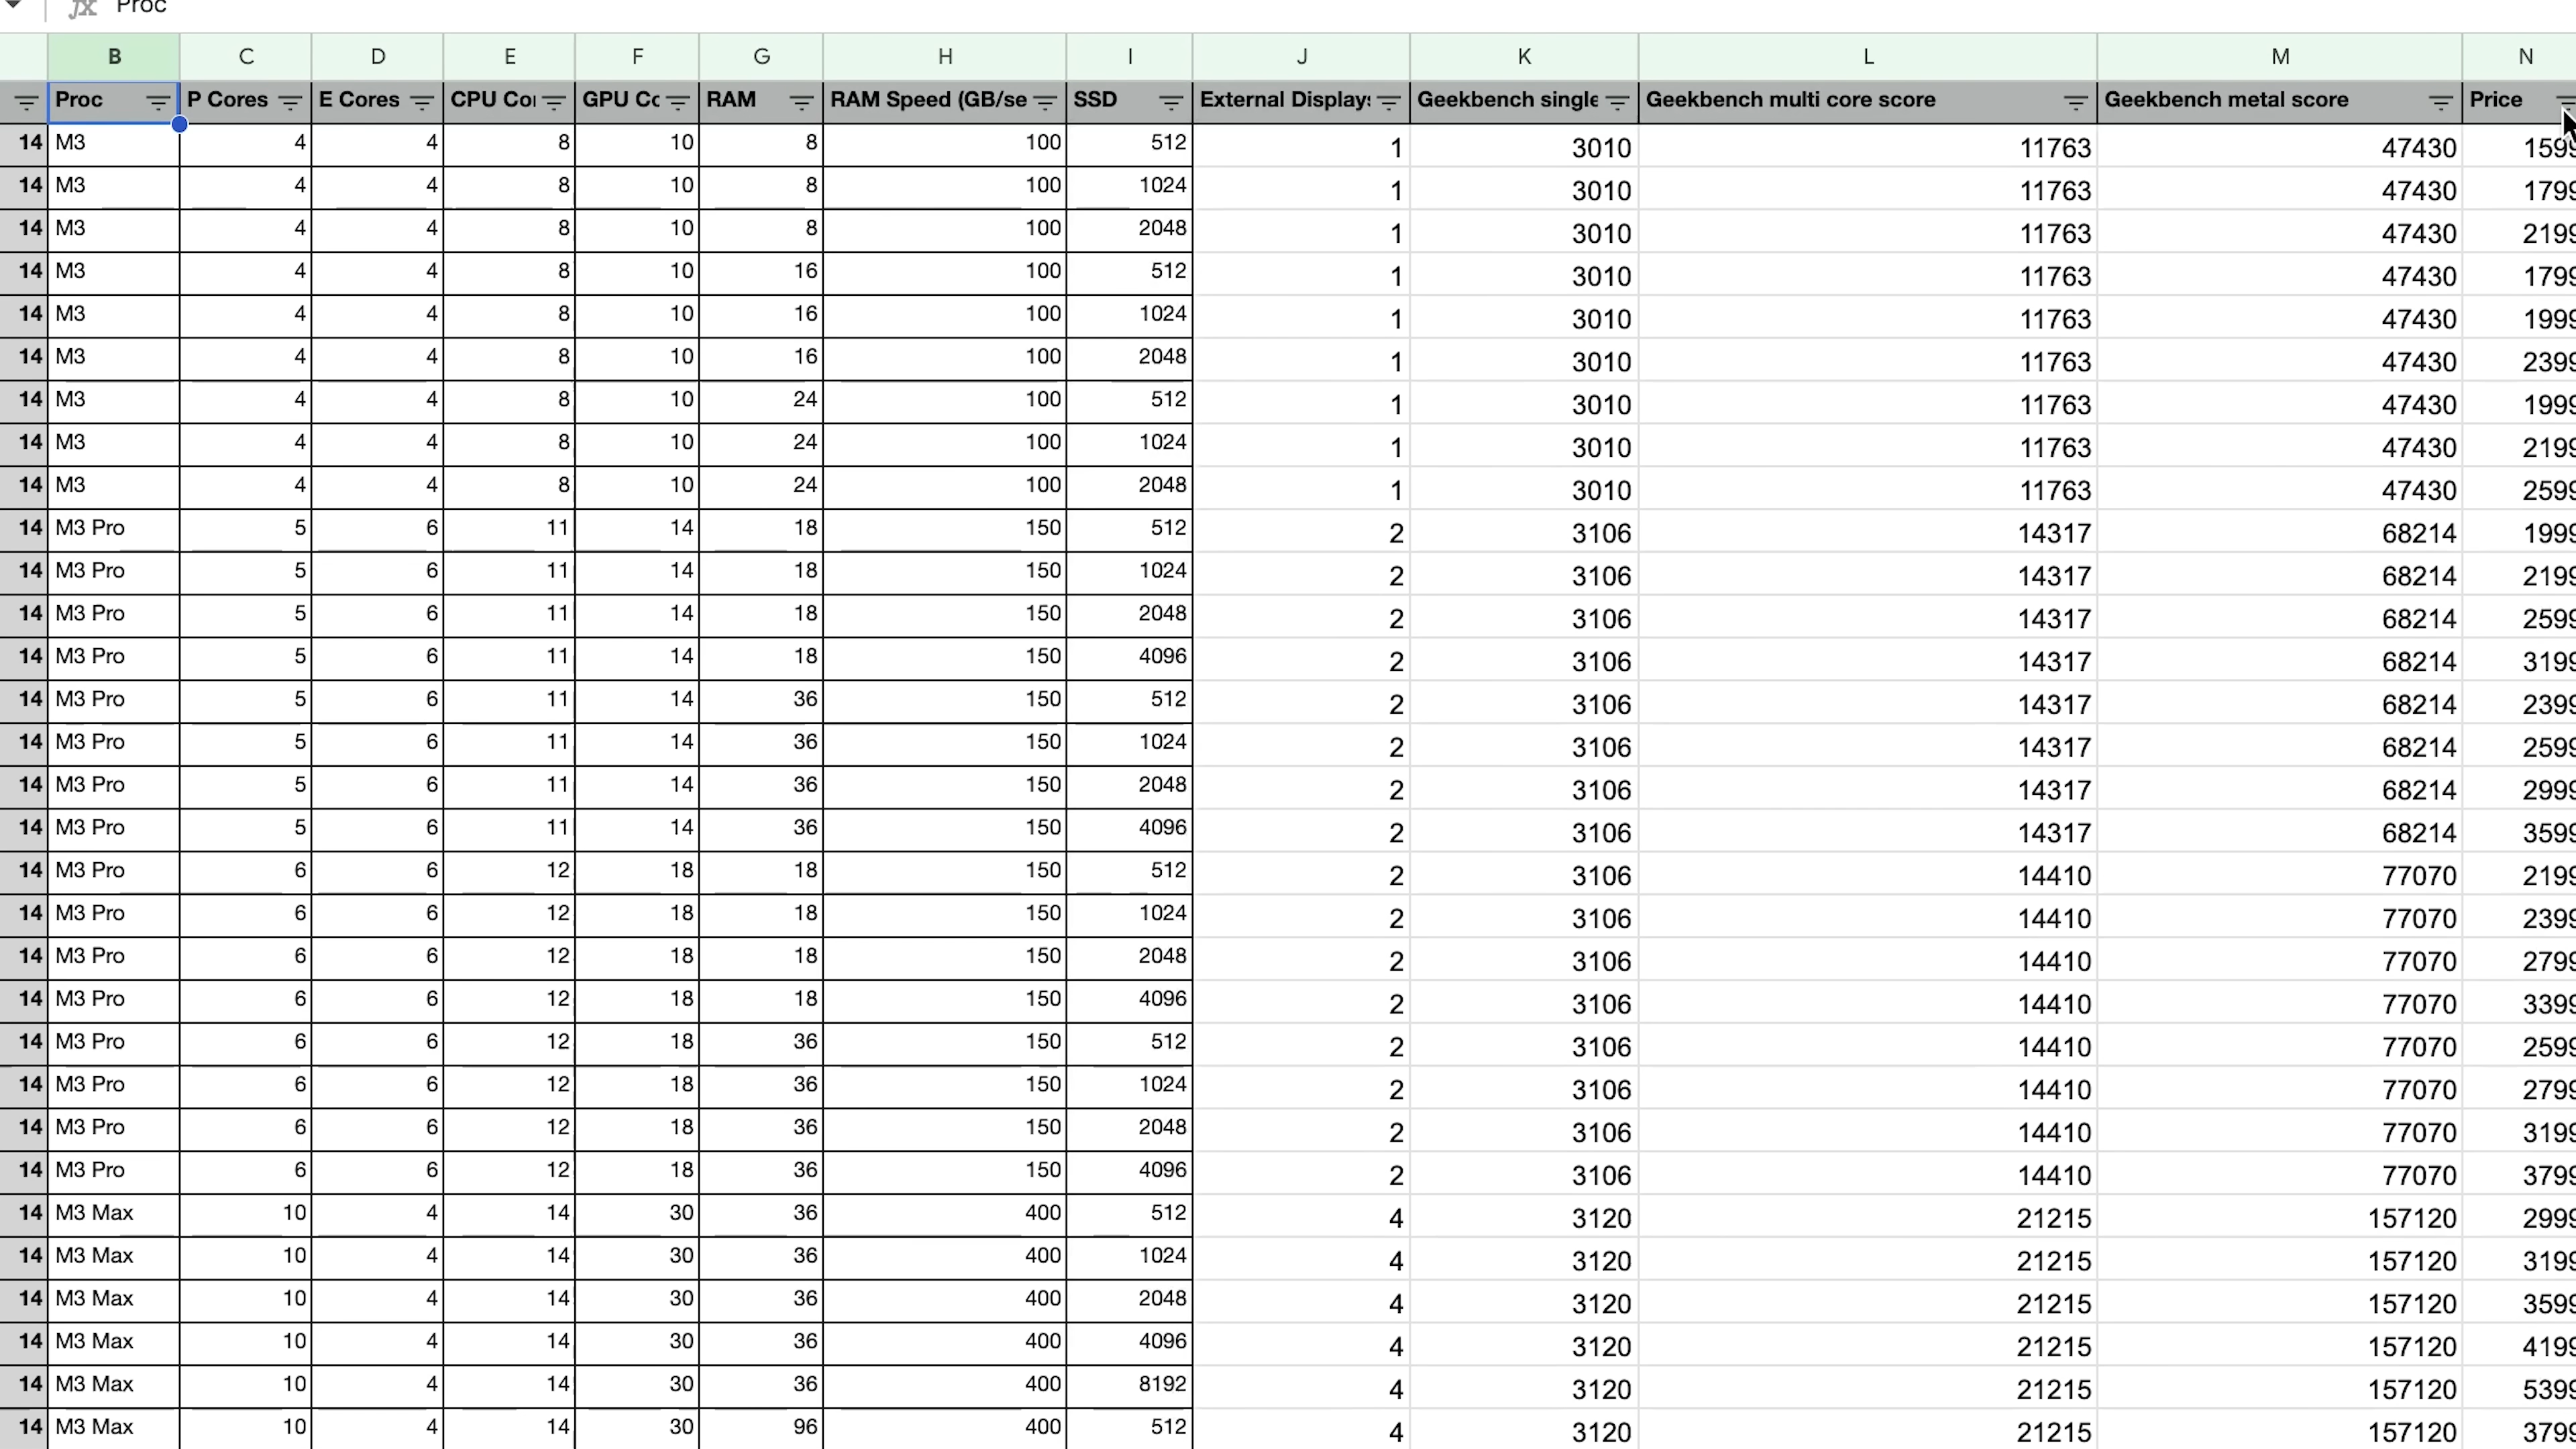 Proc
B C D E F G H I J K L M N
Proc P Cores E Cores CPU GPU RAM RAM Speed (GB/se SSD External Display Geekbench single Geekbench multi core score Geekbench metal score Price
14 M3 4 4 8 10 8 100 512 1 3010 11763 47430 1599
14 M3 4 4 8 10 8 100 1024 1 3010 11763 47430 1799
14 M3 4 4 8 10 8 100 2048 1 3010 11763 47430 2199
14 M3 4 4 8 10 16 100 512 1 3010 11763 47430 1799
14 M3 4 4 8 10 16 100 1024 1 3010 11763 47430 1999
14 M3 4 4 8 10 16 100 2048 1 3010 11763 47430 2399
14 M3 4 4 8 10 24 100 512 1 3010 11763 47430 1999
14 M3 4 4 8 10 24 100 1024 1 3010 11763 47430 2199
14 M3 4 4 8 10 24 100 2048 1 3010 11763 47430 2599
14 M3 Pro 5 6 11 14 18 150 512 2 3106 14317 68214 1999
14 M3 Pro 5 6 11 14 18 150 1024 2 3106 14317 68214 2199
14 M3 Pro 5 6 11 14 18 150 2048 2 3106 14317 68214 2599
14 M3 Pro 5 6 11 14 18 150 4096 2 3106 14317 68214 3199
14 M3 Pro 5 6 11 14 36 150 512 2 3106 14317 68214 2399
14 M3 Pro 5 6 11 14 36 150 1024 2 3106 14317 68214 2599
14 M3 Pro 5 6 11 14 36 150 2048 2 3106 14317 68214 2999
14 M3 Pro 5 6 11 14 36 150 4096 2 3106 14317 68214 3599
14 M3 Pro 6 6 12 18 18 150 512 2 3106 14410 77070 2199
14 M3 Pro 6 6 12 18 18 150 1024 2 3106 14410 77070 2399
14 M3 Pro 6 6 12 18 18 150 2048 2 3106 14410 77070 2799
14 M3 Pro 6 6 12 18 18 150 4096 2 3106 14410 77070 3399
14 M3 Pro 6 6 12 18 36 150 512 2 3106 14410 77070 2599
14 M3 Pro 6 6 12 18 36 150 1024 2 3106 14410 77070 2799
14 M3 Pro 6 6 12 18 36 150 2048 2 3106 14410 77070 3199
14 M3 Pro 6 6 12 18 36 150 4096 2 3106 14410 77070 3799
14 M3 Max 10 4 14 30 36 400 512 4 3120 21215 157120 2999
14 M3 Max 10 4 14 30 36 400 1024 4 3120 21215 157120 3199
14 M3 Max 10 4 14 30 36 400 2048 4 3120 21215 157120 3599
14 M3 Max 10 4 14 30 36 400 4096 4 3120 21215 157120 4199
14 M3 Max 10 4 14 30 36 400 8192 4 3120 21215 157120 5399
14 M3 Max 10 4 14 30 96 400 512 4 3120 21215 157120 3799